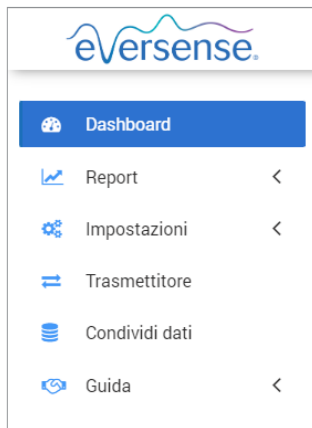 eversense.
Dashboard
Report
Impostazioni
Trasmettitore
Condividi dati
Guida